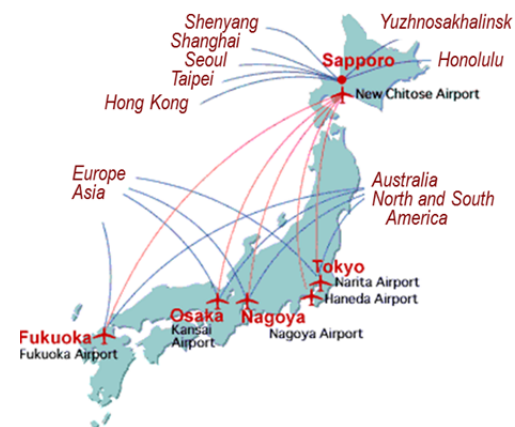 Shenyang
Yuzhnosakhalinsk
Shanghai
Seoul
Sapporo
Honolulu
Taipei
Hong Kong
New Chitose Airport
Europe
Asia
Australia
North and South
America
Tokyo
Narita Airport
Haneda Airport
Osaka
Kansai
Airport
Nagoya
Nagoya Airport
Fukuoka
Fukuoka Airport